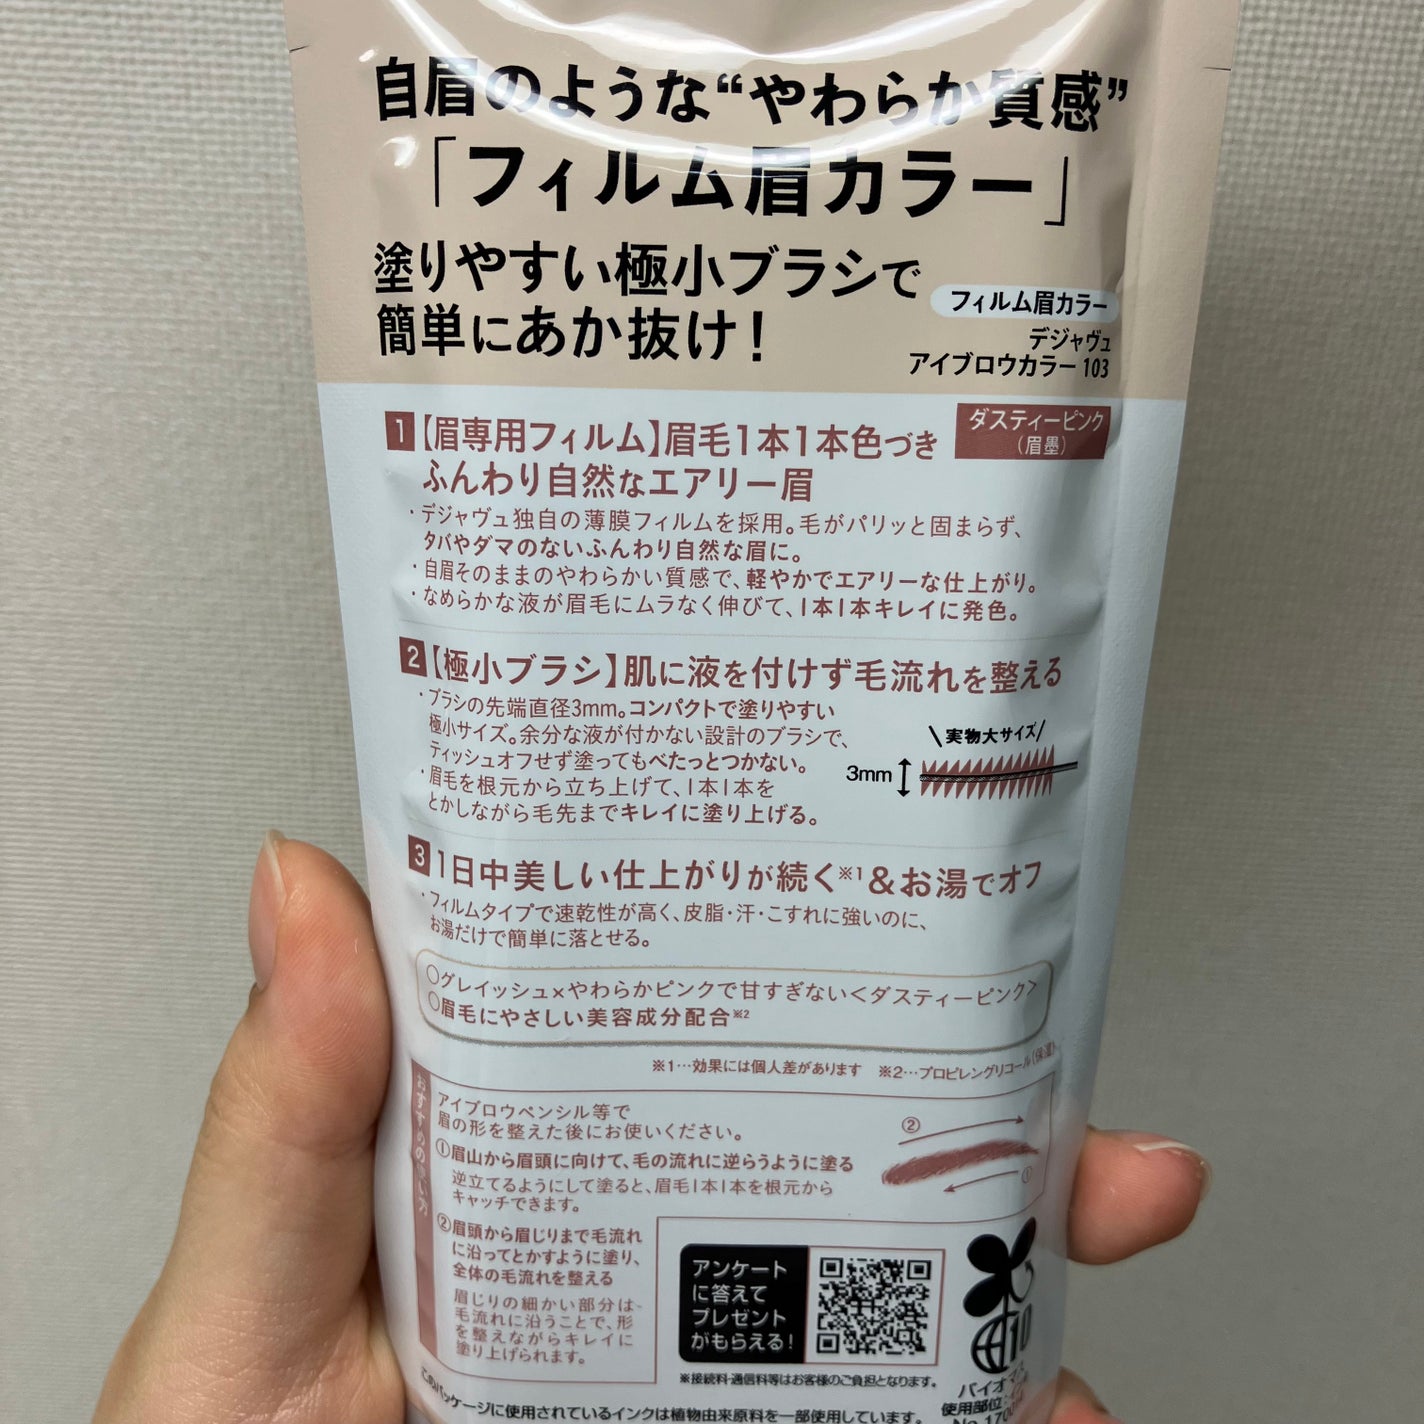 自眉のような“やわらか質感”
「フィルム眉カラー」
塗りやすい極小ブラシで
簡単にあか抜け!
フィルム眉カラー
デジャヴュ
アイブロウカラー 103
ダスティーピンク
(眉墨)
1【眉専用フィルム】眉毛1本1本色づき
ふんわり自然なエアリー眉
・デジャヴュ独自の薄膜フィルムを採用。毛がパリッと固まらず、
タバやダマのないふんわり自然な眉に。
・自眉そのままのやわらかい質感で、軽やかでエアリーな仕上がり。
・なめらかな液が眉毛にムラなく伸びて、1本1本キレイに発色。
2【極小ブラシ】肌に液を付けず毛流れを整える
・ブラシの先端直径3mm。コンパクトで塗りやすい
極小サイズ。余分な液が付かない設計のブラシで、
ティッシュオフせず塗ってもべたっとつかない。
・眉毛を根元から立ち上げて、1本1本を
とかしながら毛先までキレイに塗り上げる。
\実物大サイズ/
3mm
3 1日中美しい仕上がりが続く※1&お湯でオフ
・フィルムタイプで速乾性が高く、皮脂・汗・こすれに強いのに、
お湯だけで簡単に落とせる。
○グレイッシュ×やわらかピンクで甘すぎない<ダスティーピンク>
○眉毛にやさしい美容成分配合※2
※1…効果には個人差があります ※2…プロピレングリコール(保湿)
おすすめの使い方
アイブロウペンシル等で
眉の形を整えた後にお使いください。
①眉山から眉頭に向けて、毛の流れに逆らうように塗る
逆立てるようにして塗ると、眉毛1本1本を根元から
キャッチできます。
②
①
②眉頭から眉じりまで毛流れ
に沿ってとかすように塗り、
全体の毛流れを整える
眉じりの細かい部分は、
毛流れに沿うことで、形
を整えながらキレイに
塗り上げられます。
アンケート
に答えて
プレゼント
がもらえる!
※接続料・通信料等はお客様のご負担となります。
10
バイオマス
使用部位:
No.1700
このパッケージに使用されているインクは植物由来原料を一部使用しています。